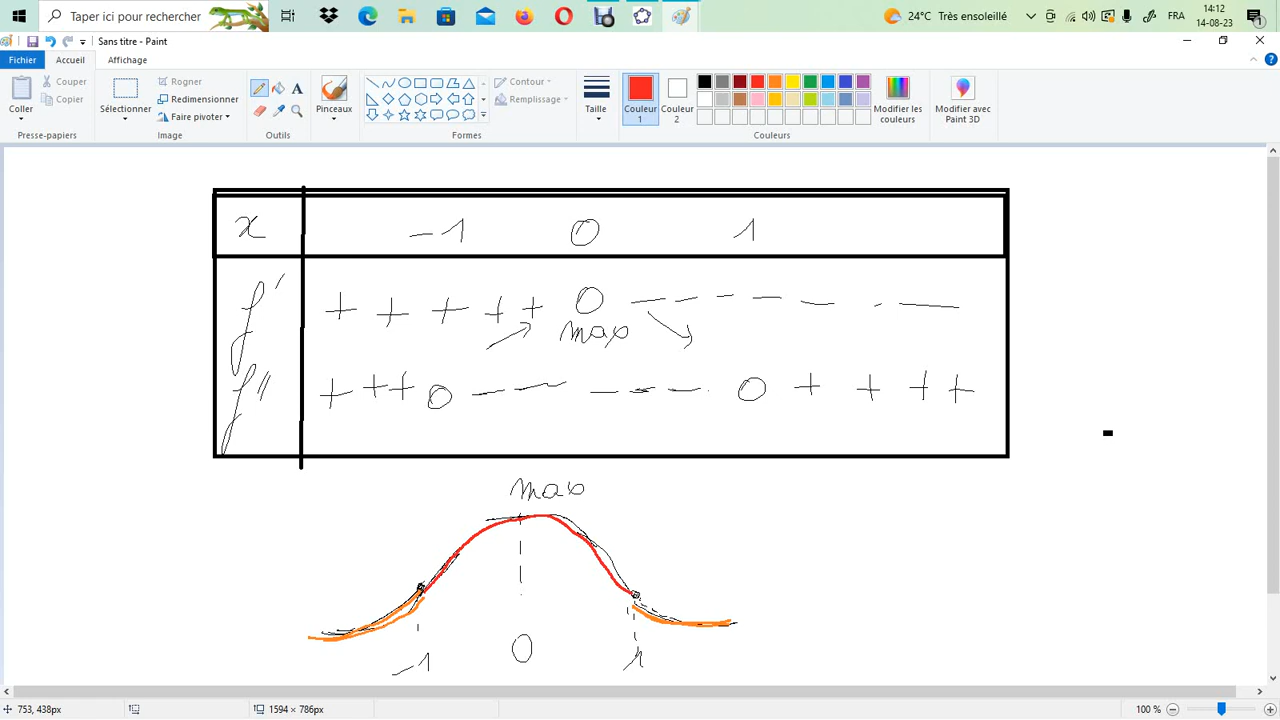 Taper ici pour rechercher
24°C Très ensoleillé
FRA
14:12
14-08-23
1
Sans titre - Paint
Fichier
Accueil
Affichage
Coller
Couper
Copier
Presse-papiers
Sélectionner
Rogner
Redimensionner
Faire pivoter
Image
A
Outils
Pinceaux
Formes
Contour
Remplissage
Taille
Couleur 1
Couleur 2
Modifier les couleurs
Couleurs
Modifier avec Paint 3D
x -1 0 1
f' + + + + + 0 - - - - - - -
max
f'' + + + 0 - - - - - 0 + + + +
max
-1 0 1
753, 438px
1594 × 786px
100 %